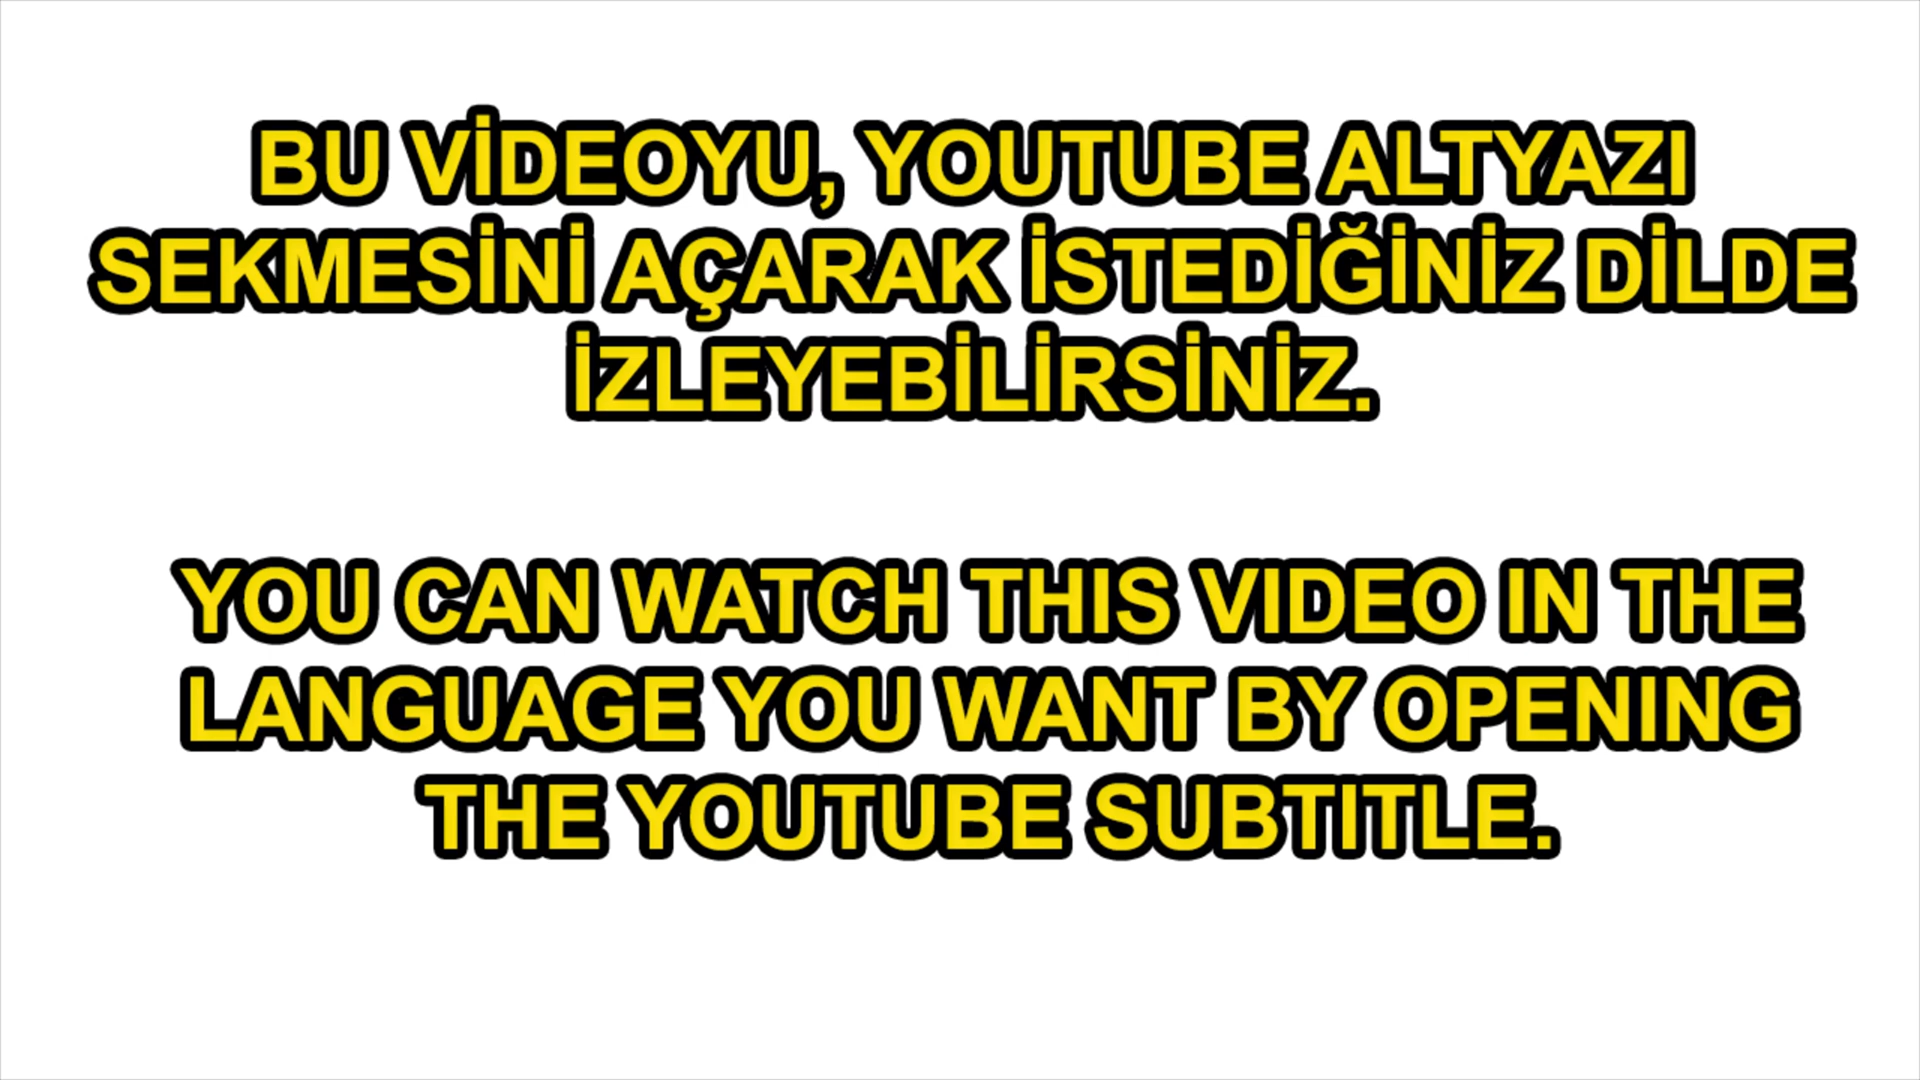 BU VİDEOYU, YOUTUBE ALTYAZI
SEKMESİNİ AÇARAK İSTEDİĞİNİZ DİLDE
İZLEYEBİLİRSİNİZ.
YOU CAN WATCH THIS VIDEO IN THE
LANGUAGE YOU WANT BY OPENING
THE YOUTUBE SUBTITLE.